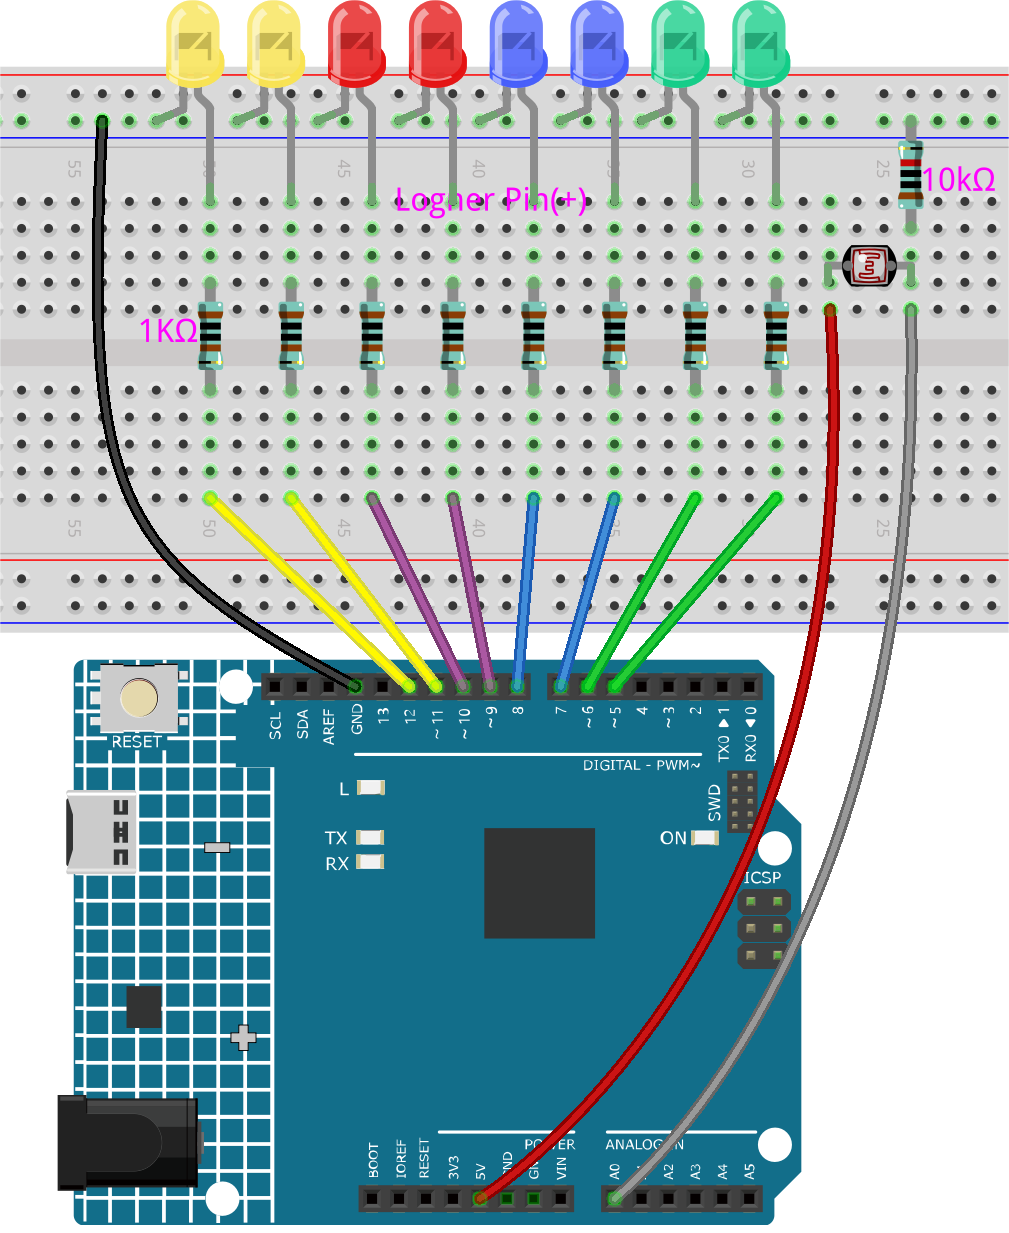 55
50
45
40
35
30
25
10kΩ
Logner Pin(+)
1KΩ
55
50
45
40
35
30
25
SCL
SDA
AREF
GND
13
12
~11
~10
~9
8
7
~6
~5
4
~3
2
TX0 ▶ 1
RX0 ◀ 0
RESET
DIGITAL - PWM~
L
TX
RX
ON
SWD
ICSP
POWER
ANALOG IN
BOOT
IOREF
RESET
3V3
5V
GND
GND
VIN
A0
A2
A3
A4
A5